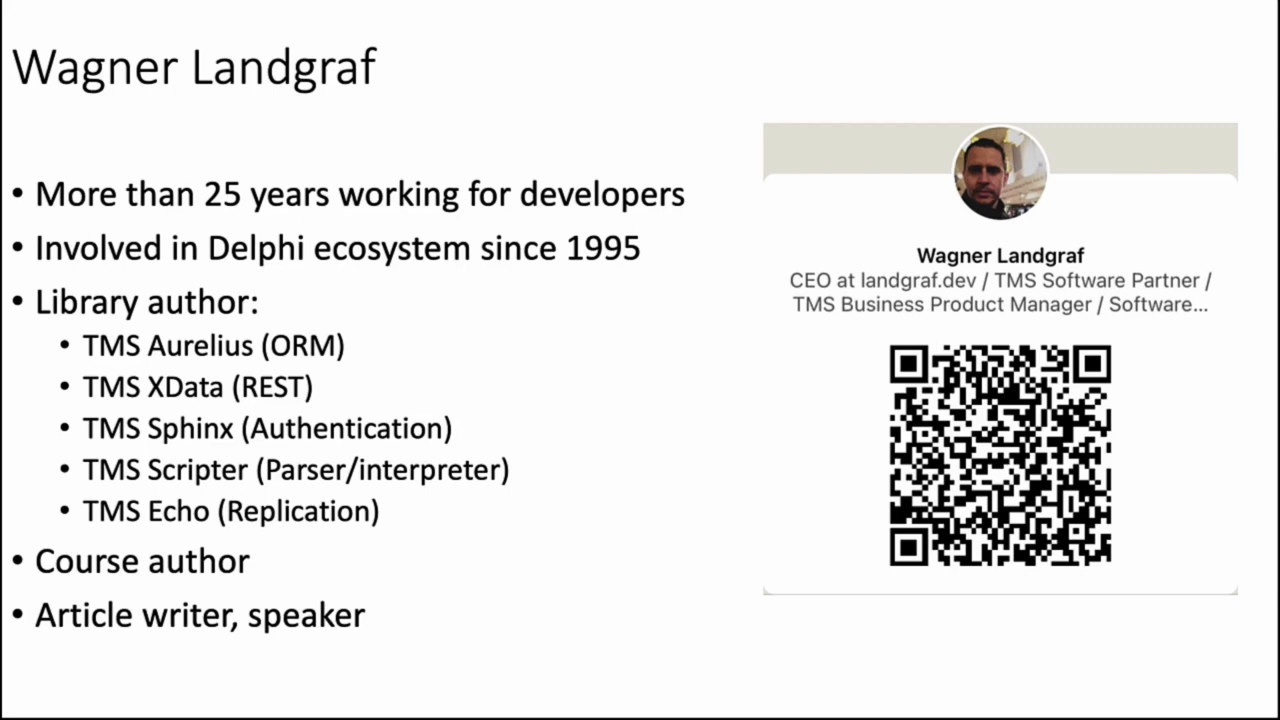 Wagner Landgraf
• More than 25 years working for developers
• Involved in Delphi ecosystem since 1995
• Library author:
• TMS Aurelius (ORM)
• TMS XData (REST)
• TMS Sphinx (Authentication)
• TMS Scripter (Parser/interpreter)
• TMS Echo (Replication)
• Course author
• Article writer, speaker
Wagner Landgraf
CEO at landgraf.dev / TMS Software Partner /
TMS Business Product Manager / Software...